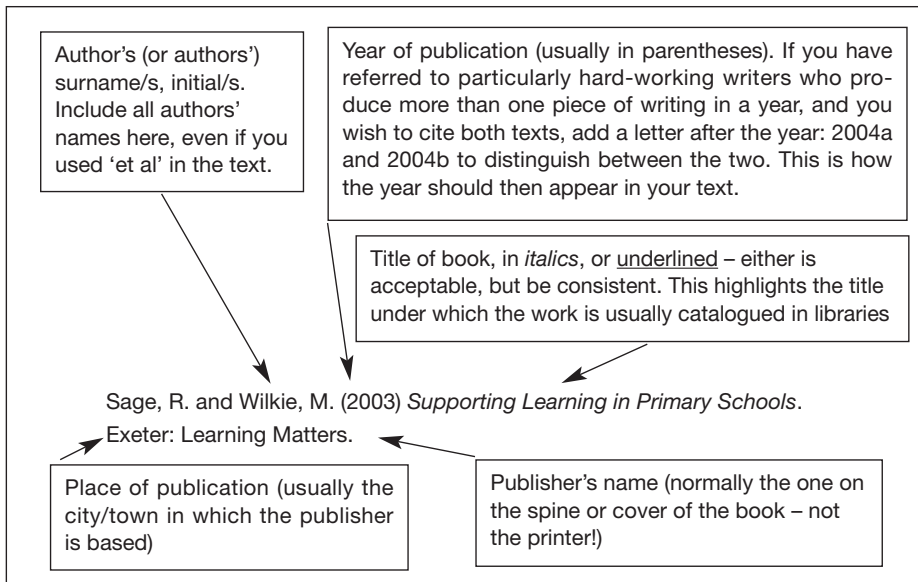 Author's (or authors')
surname/s, initial/s.
Include all authors'
names here, even if you
used 'et al' in the text.
Year of publication (usually in parentheses). If you have
referred to particularly hard-working writers who pro-
duce more than one piece of writing in a year, and you
wish to cite both texts, add a letter after the year: 2004a
and 2004b to distinguish between the two. This is how
the year should then appear in your text.
Title of book, in italics, or underlined – either is
acceptable, but be consistent. This highlights the title
under which the work is usually catalogued in libraries
Sage, R. and Wilkie, M. (2003) Supporting Learning in Primary Schools.
Exeter: Learning Matters.
Place of publication (usually the
city/town in which the publisher
is based)
Publisher's name (normally the one on
the spine or cover of the book – not
the printer!)